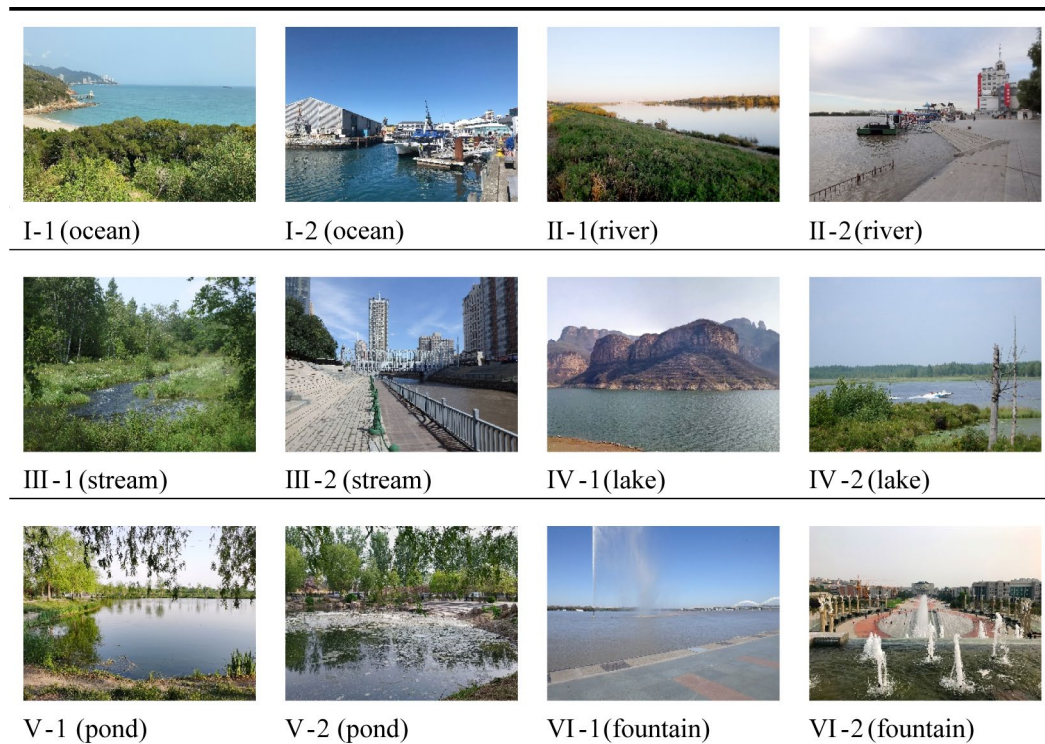 I-1 (ocean)
I-2 (ocean)
II-1(river)
II-2(river)
III-1 (stream)
III-2 (stream)
IV-1(lake)
IV-2 (lake)
V-1 (pond)
V-2 (pond)
VI-1(fountain)
VI-2(fountain)